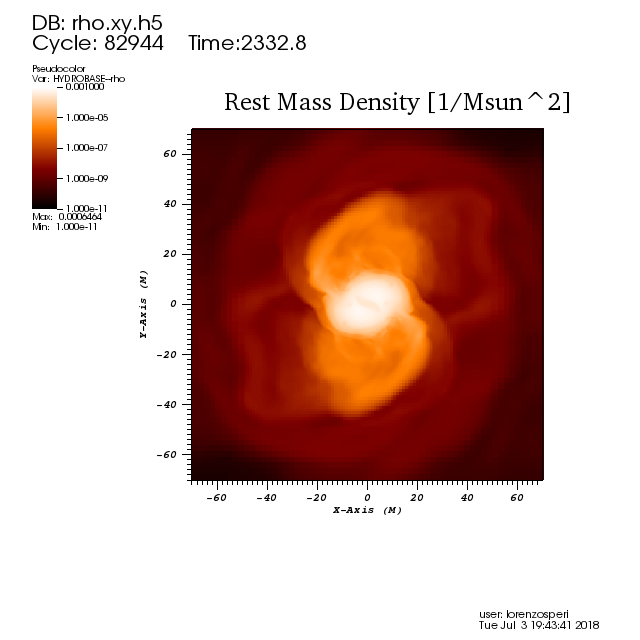 DB: rho.xy.h5
Cycle: 82944    Time:2332.8
Pseudocolor
Var: HYDROBASE--rho
0.001000
1.000e-05
1.000e-07
1.000e-09
1.000e-11
Max: 0.0006464
Min: 1.000e-11
Rest Mass Density [1/Msun^2]
60
40
20
0
-20
-40
-60
Y-Axis (M)
-60 -40 -20 0 20 40 60
X-Axis (M)
user: lorenzosperi
Tue Jul 3 19:43:41 2018